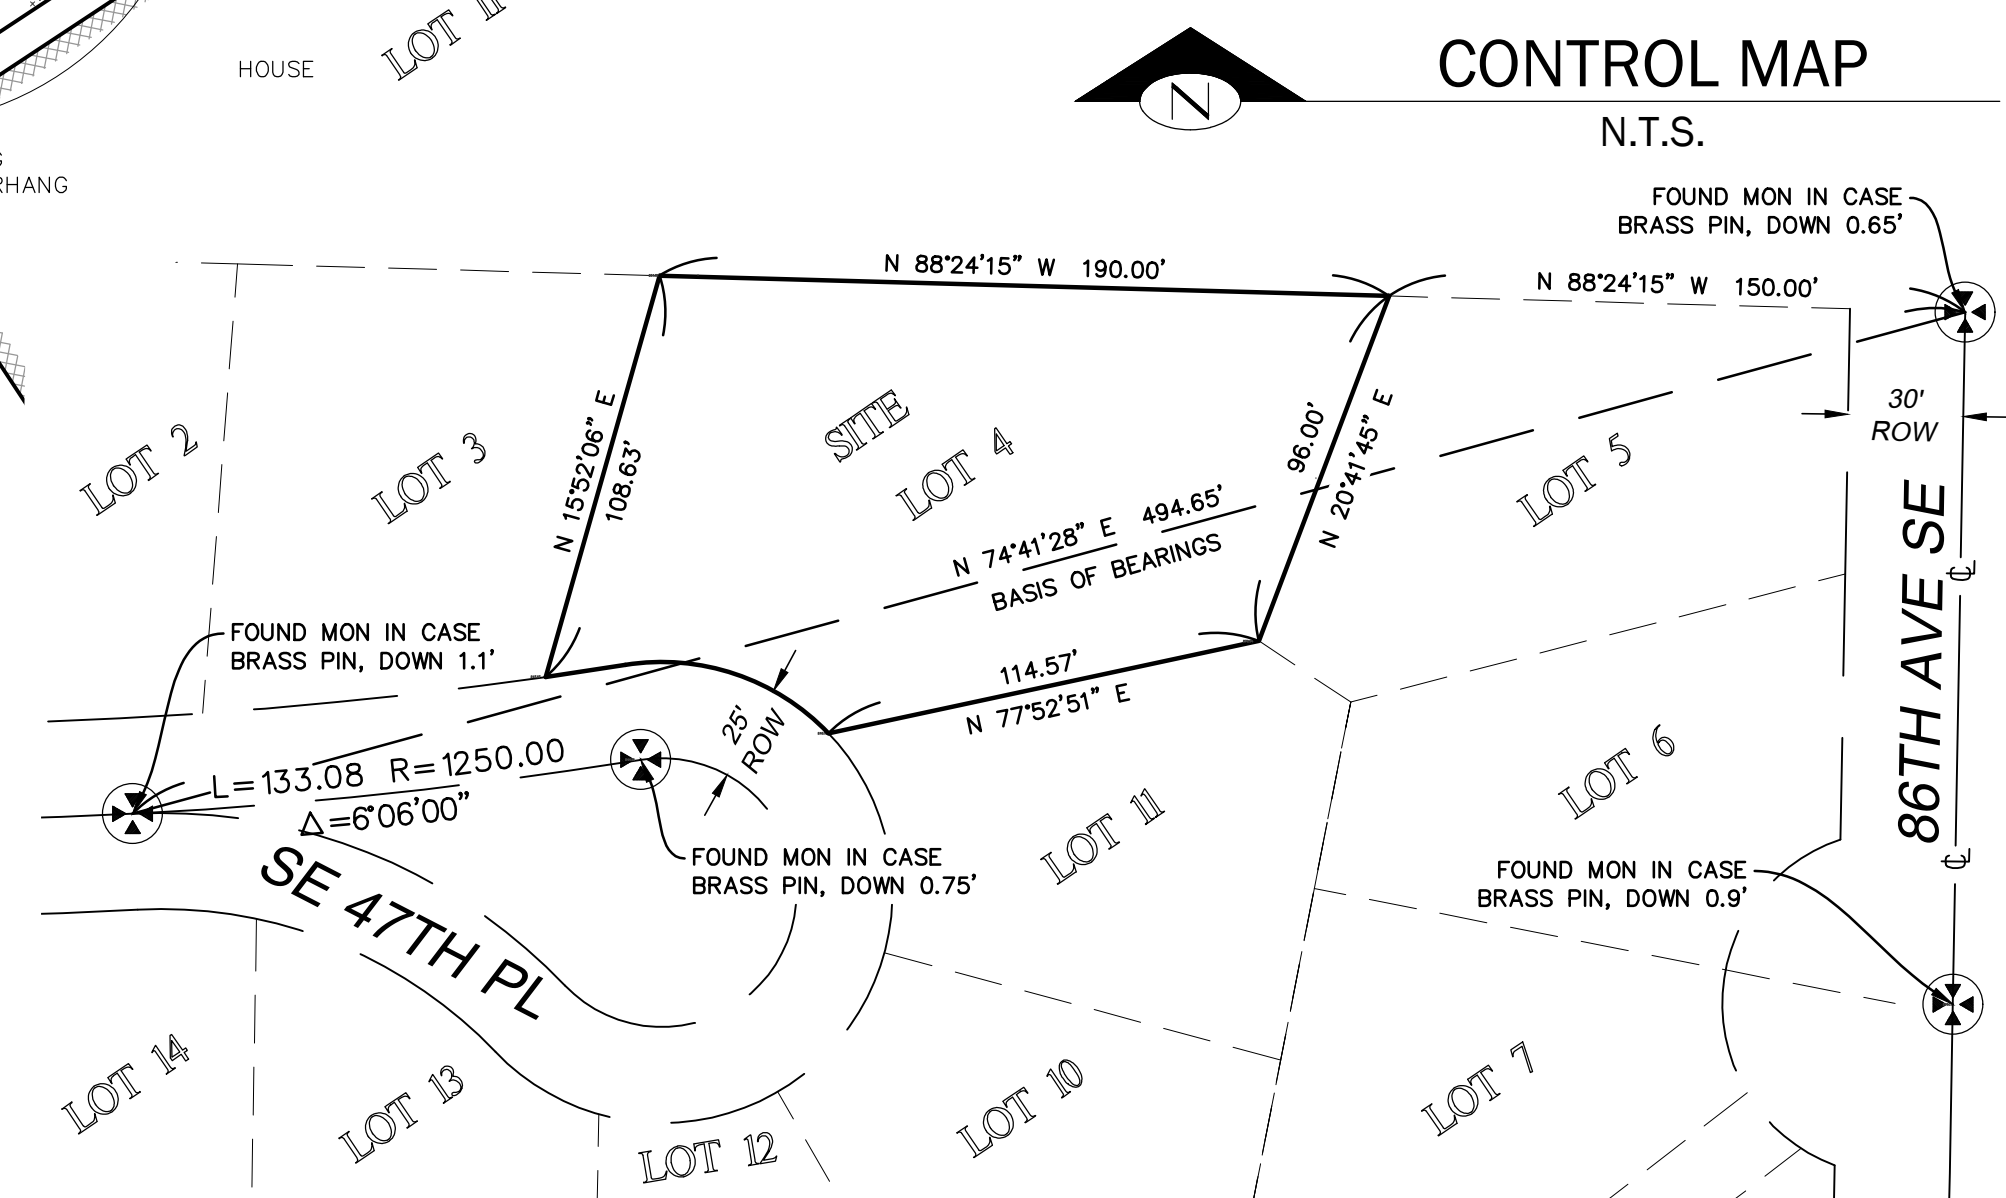 LOT 11
HOUSE
RHANG
N
CONTROL MAP
N.T.S.
FOUND MON IN CASE
BRASS PIN, DOWN 0.65'
N 88°24'15" W 190.00'
N 88°24'15" W 150.00'
30'
ROW
N 15°52'06" E
108.63'
SITE
LOT 4
96.00'
N 20°41'45" E
LOT 2
LOT 3
LOT 5
N 74°41'28" E 494.65'
BASIS OF BEARINGS
86TH AVE SE
FOUND MON IN CASE
BRASS PIN, DOWN 1.1'
114.57'
N 77°52'51" E
25'
ROW
L=133.08 R=1250.00
Δ=6°06'00"
LOT 6
LOT 11
SE 47TH PL
FOUND MON IN CASE
BRASS PIN, DOWN 0.75'
FOUND MON IN CASE
BRASS PIN, DOWN 0.9'
LOT 14
LOT 13
LOT 12
LOT 10
LOT 7